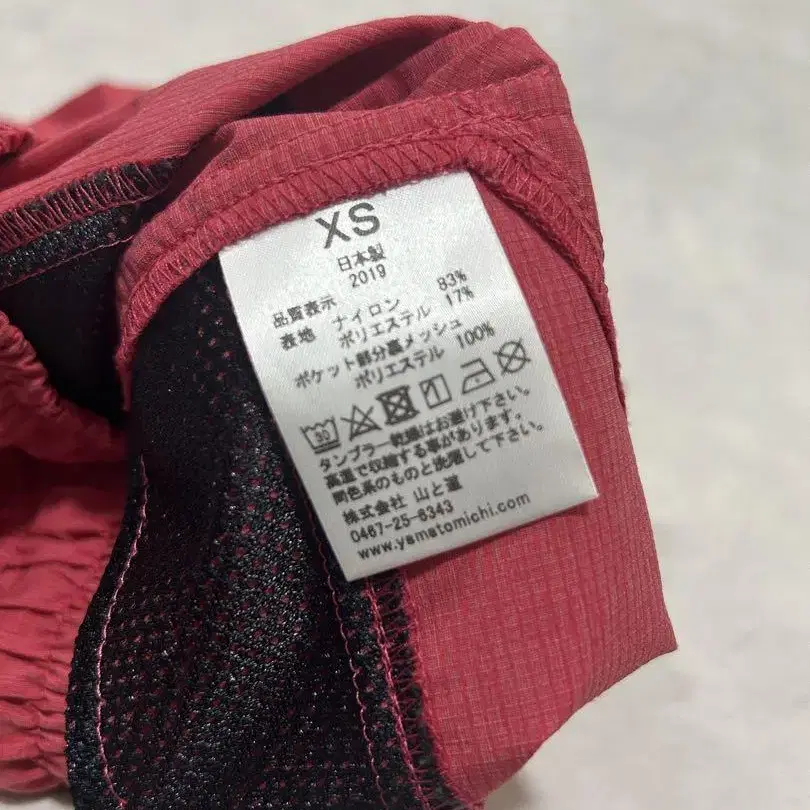 XS
日本製
2019
品質表示
表地 ナイロン 83%
ポリエステル 17%
ポケット部分裏メッシュ
ポリエステル 100%
タンブラー乾燥はお避け下さい。
高温で収縮する事があります。
同色系のものと洗濯して下さい。
株式会社 山と道
0467-25-6343
www.yamatomichi.com